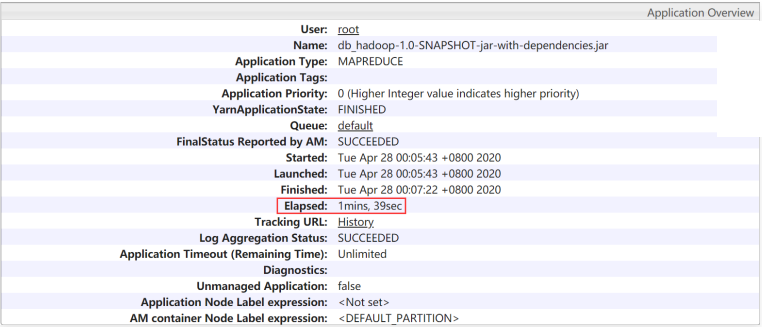 Application Overview
User: root
Name: db_hadoop-1.0-SNAPSHOT-jar-with-dependencies.jar
Application Type: MAPREDUCE
Application Tags:
Application Priority: 0 (Higher Integer value indicates higher priority)
YarnApplicationState: FINISHED
Queue: default
FinalStatus Reported by AM: SUCCEEDED
Started: Tue Apr 28 00:05:43 +0800 2020
Launched: Tue Apr 28 00:05:43 +0800 2020
Finished: Tue Apr 28 00:07:22 +0800 2020
Elapsed: 1mins, 39sec
Tracking URL: History
Log Aggregation Status: SUCCEEDED
Application Timeout (Remaining Time): Unlimited
Diagnostics:
Unmanaged Application: false
Application Node Label expression: <Not set>
AM container Node Label expression: <DEFAULT_PARTITION>